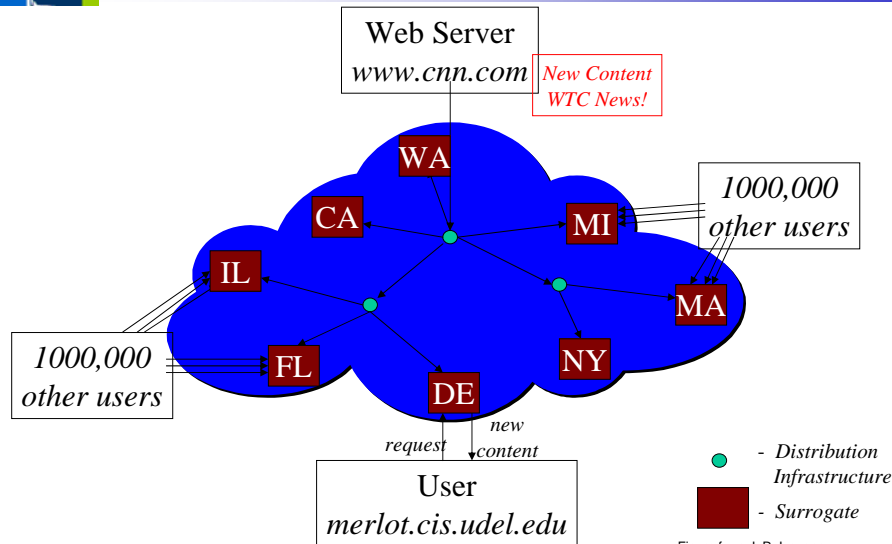 Web Server
www.cnn.com
New Content
WTC News!
WA
CA
MI
1000,000
other users
IL
MA
1000,000
other users
FL
NY
DE
request
new
content
User
merlot.cis.udel.edu
- Distribution
Infrastructure
- Surrogate